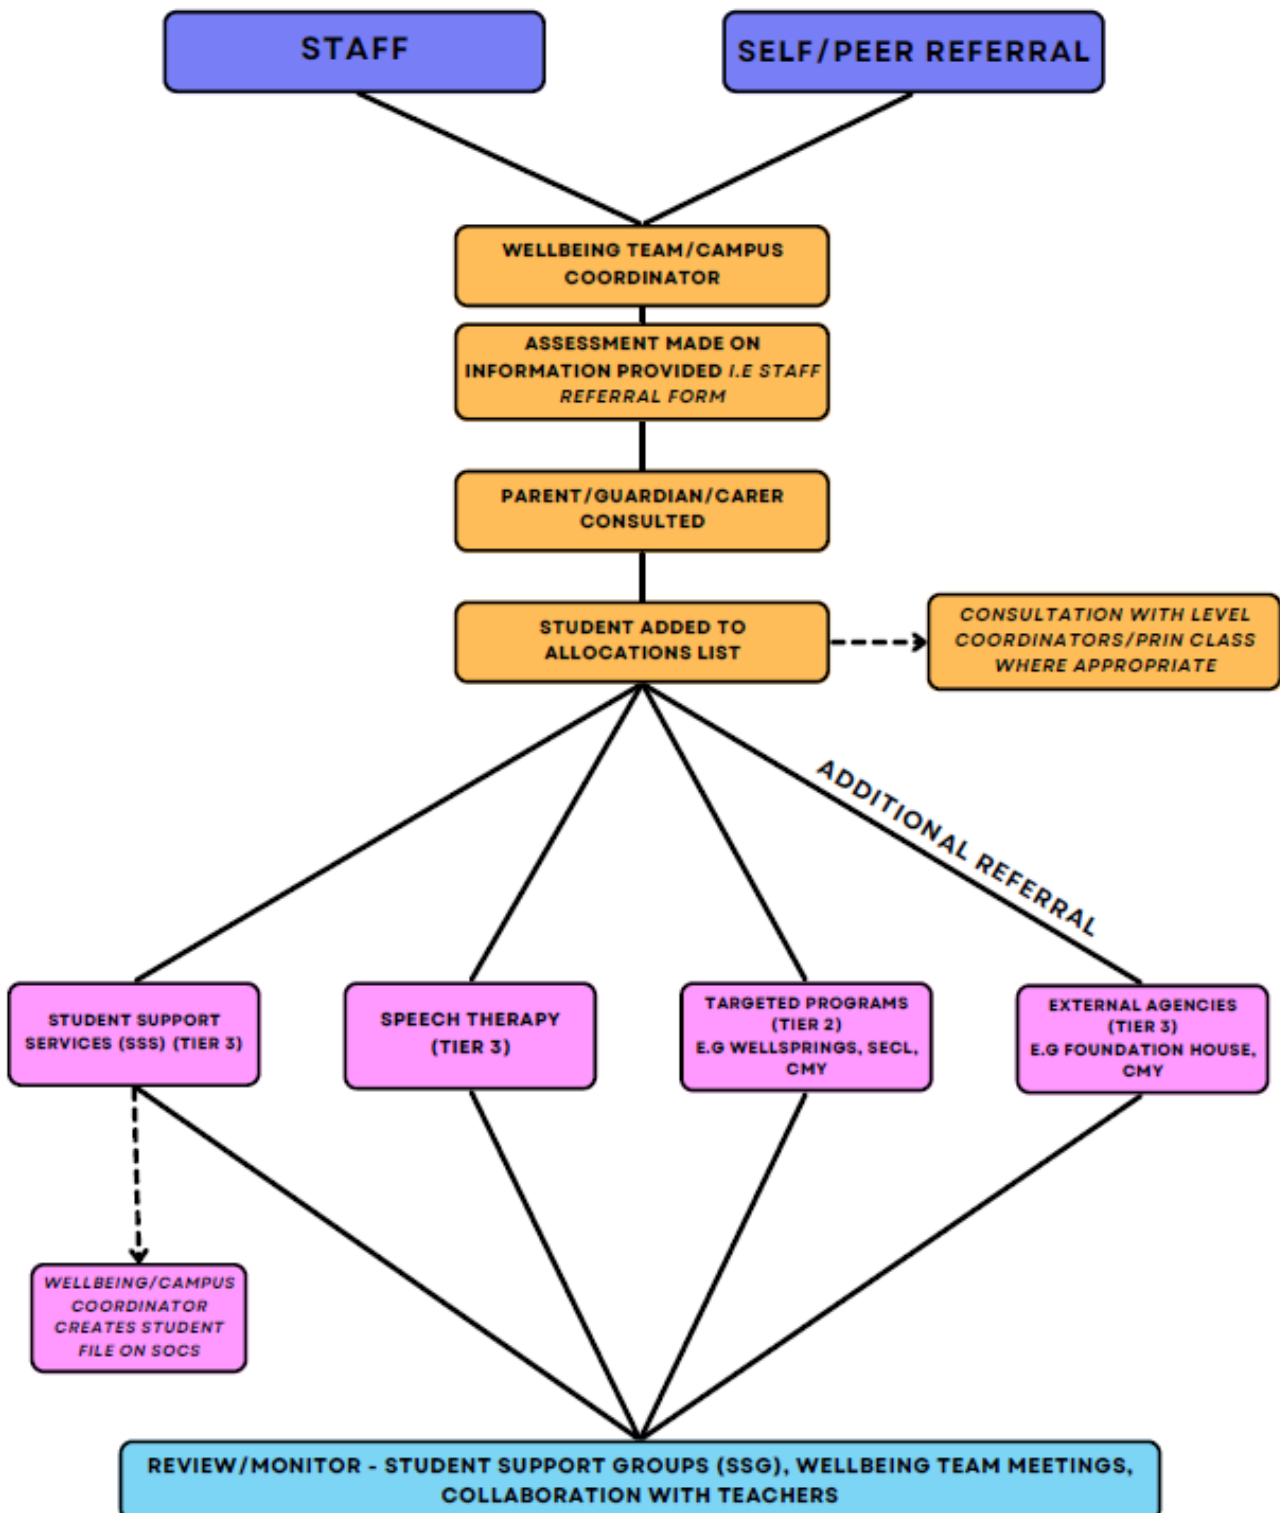 STAFF
SELF/PEER REFERRAL
WELLBEING TEAM/CAMPUS
COORDINATOR
ASSESSMENT MADE ON
INFORMATION PROVIDED I.E STAFF
REFERRAL FORM
PARENT/GUARDIAN/CARER
CONSULTED
STUDENT ADDED TO
ALLOCATIONS LIST
CONSULTATION WITH LEVEL
COORDINATORS/PRIN CLASS
WHERE APPROPRIATE
ADDITIONAL REFERRAL
STUDENT SUPPORT
SERVICES (SSS) (TIER 3)
SPEECH THERAPY
(TIER 3)
TARGETED PROGRAMS
(TIER 2)
E.G WELLSPRINGS, SECL,
CMY
EXTERNAL AGENCIES
(TIER 3)
E.G FOUNDATION HOUSE,
CMY
WELLBEING/CAMPUS
COORDINATOR
CREATES STUDENT
FILE ON SOCS
REVIEW/MONITOR - STUDENT SUPPORT GROUPS (SSG), WELLBEING TEAM MEETINGS,
COLLABORATION WITH TEACHERS